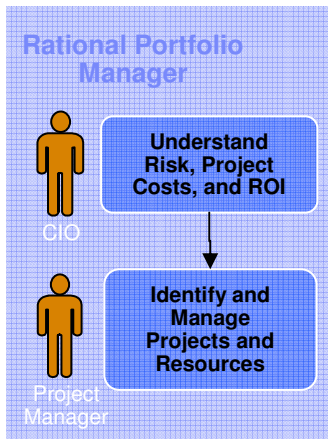 Rational Portfolio
Manager
Understand
Risk, Project
Costs, and ROI
CIO
Identify and
Manage
Projects and
Resources
Project
Manager